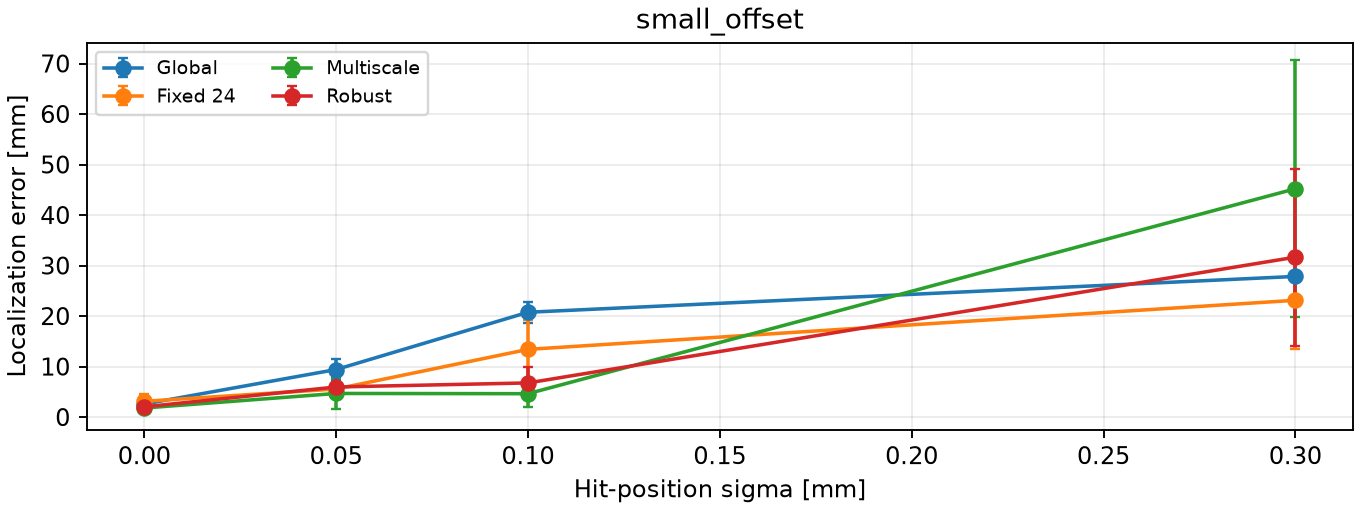 small_offset
Global
Fixed 24
Multiscale
Robust
Localization error [mm]
70
60
50
40
30
20
10
0
0.00 0.05 0.10 0.15 0.20 0.25 0.30
Hit-position sigma [mm]